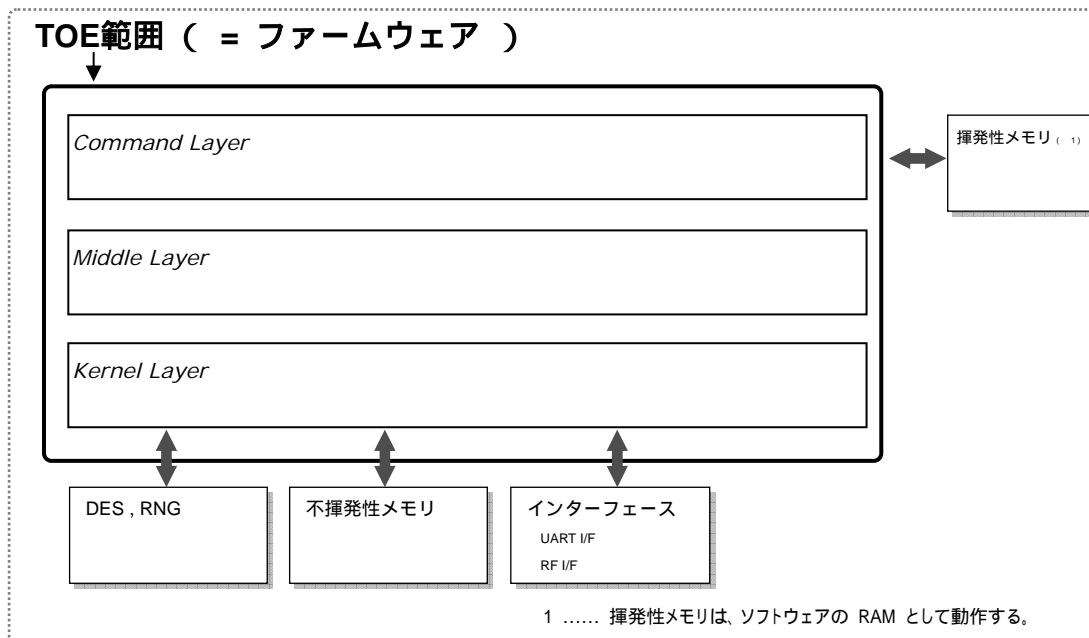 TOE範囲 ( = ファームウェア )
Command Layer
揮発性メモリ ( 1)
Middle Layer
Kernel Layer
DES , RNG
不揮発性メモリ
インターフェース
UART I/F
RF I/F
1 …… 揮発性メモリは、ソフトウェアの RAM として動作する。